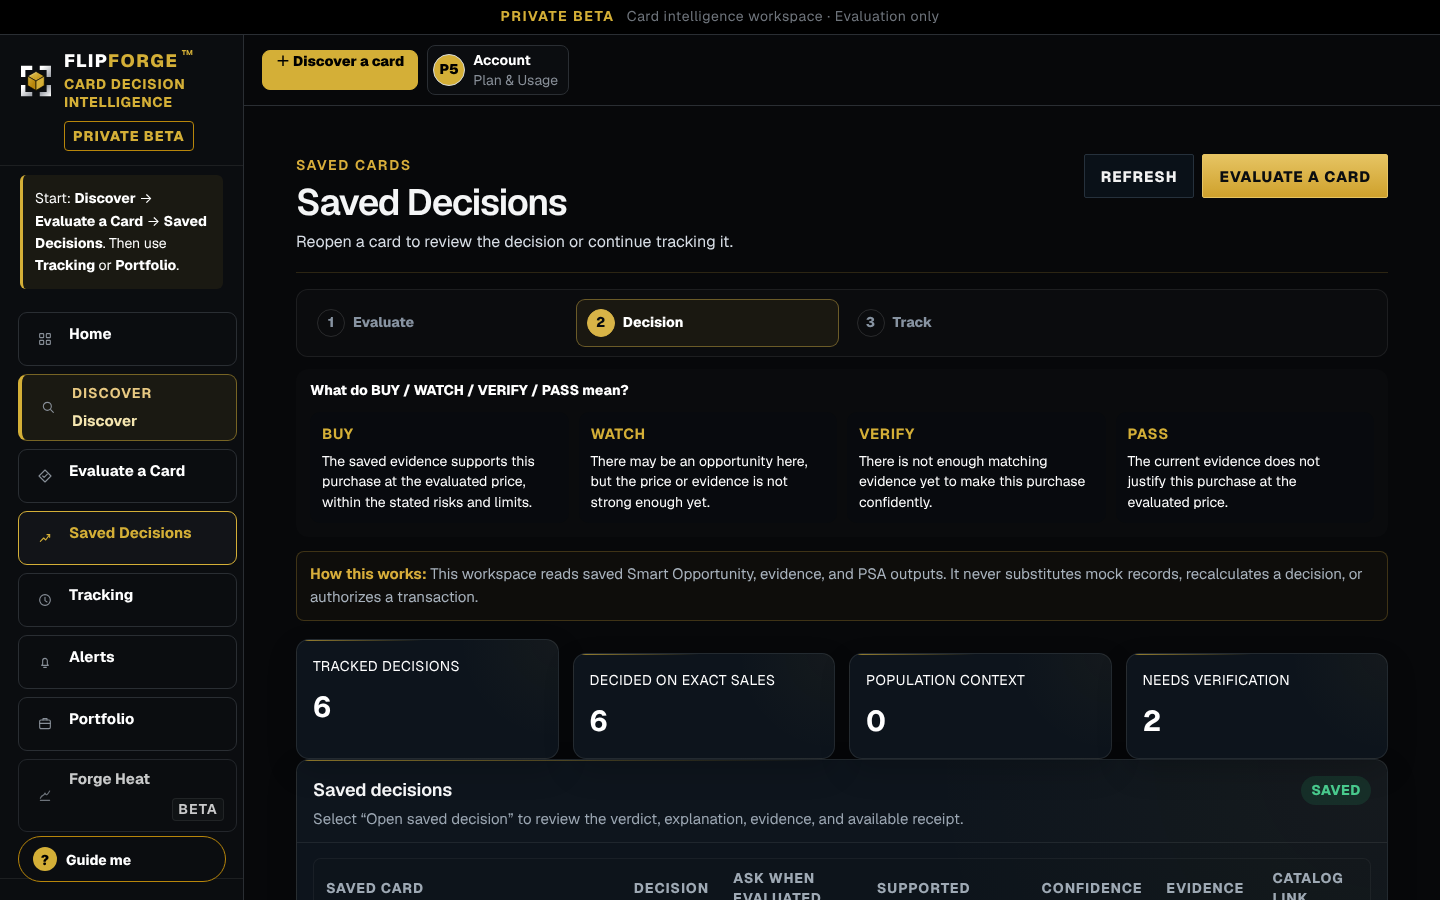 PRIVATE BETA Card intelligence workspace · Evaluation only
FLIPFORGE™
CARD DECISION
INTELLIGENCE
PRIVATE BETA
Start: Discover →
Evaluate a Card → Saved
Decisions. Then use
Tracking or Portfolio.
Home
DISCOVER
Discover
Evaluate a Card
Saved Decisions
Tracking
Alerts
Portfolio
Forge Heat
BETA
? Guide me
+ Discover a card
P5
Account
Plan & Usage
SAVED CARDS
Saved Decisions
Reopen a card to review the decision or continue tracking it.
REFRESH
EVALUATE A CARD
1 Evaluate
2 Decision
3 Track
What do BUY / WATCH / VERIFY / PASS mean?
BUY
The saved evidence supports this
purchase at the evaluated price,
within the stated risks and limits.
WATCH
There may be an opportunity here,
but the price or evidence is not
strong enough yet.
VERIFY
There is not enough matching
evidence yet to make this purchase
confidently.
PASS
The current evidence does not
justify this purchase at the
evaluated price.
How this works: This workspace reads saved Smart Opportunity, evidence, and PSA outputs. It never substitutes mock records, recalculates a decision, or
authorizes a transaction.
TRACKED DECISIONS
6
DECIDED ON EXACT SALES
6
POPULATION CONTEXT
0
NEEDS VERIFICATION
2
Saved decisions
SAVED
Select “Open saved decision” to review the verdict, explanation, evidence, and available receipt.
SAVED CARD
DECISION
ASK WHEN
EVALUATED
SUPPORTED
CONFIDENCE
EVIDENCE
CATALOG
LINK